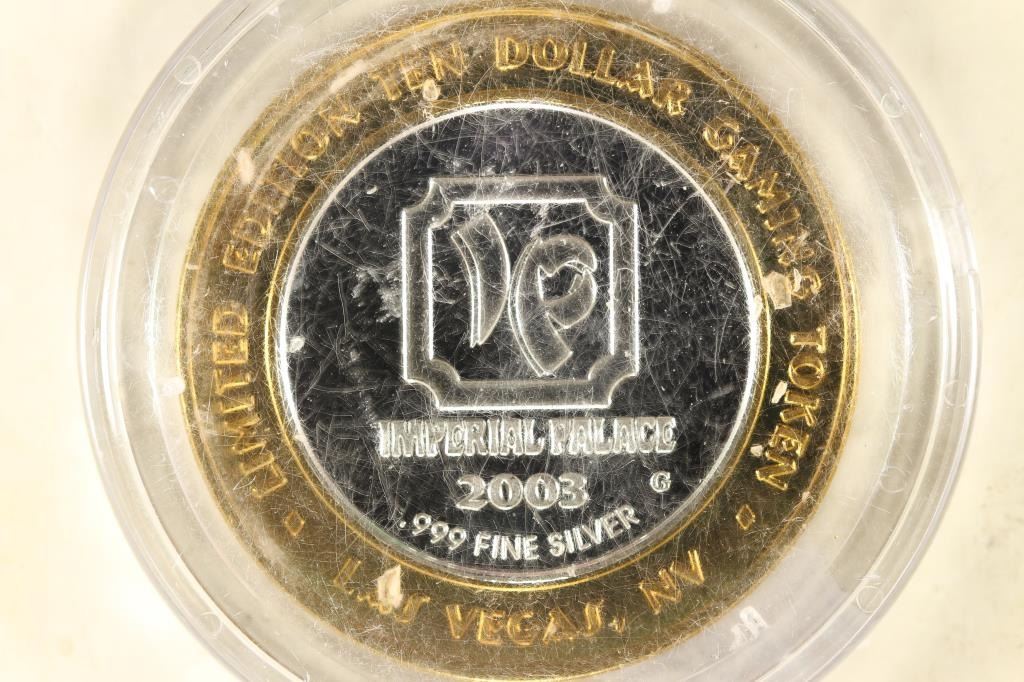 LIMITED EDITION TEN DOLLAR GAMING TOKEN
IP
IMPERIAL PALACE
2003
G
.999 FINE SILVER
LAS VEGAS, NV